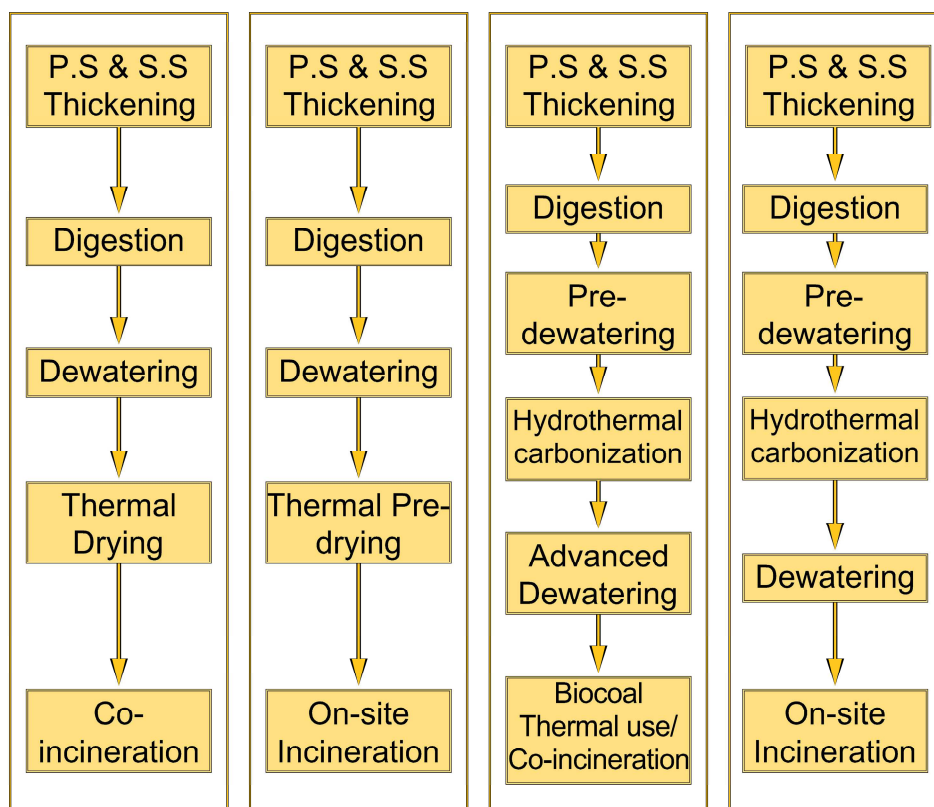 P.S & S.S
Thickening
Digestion
Dewatering
Thermal
Drying
Co-
incineration
P.S & S.S
Thickening
Digestion
Dewatering
Thermal Pre-
drying
On-site
Incineration
P.S & S.S
Thickening
Digestion
Pre-
dewatering
Hydrothermal
carbonization
Advanced
Dewatering
Biocoal
Thermal use/
Co-incineration
P.S & S.S
Thickening
Digestion
Pre-
dewatering
Hydrothermal
carbonization
Dewatering
On-site
Incineration